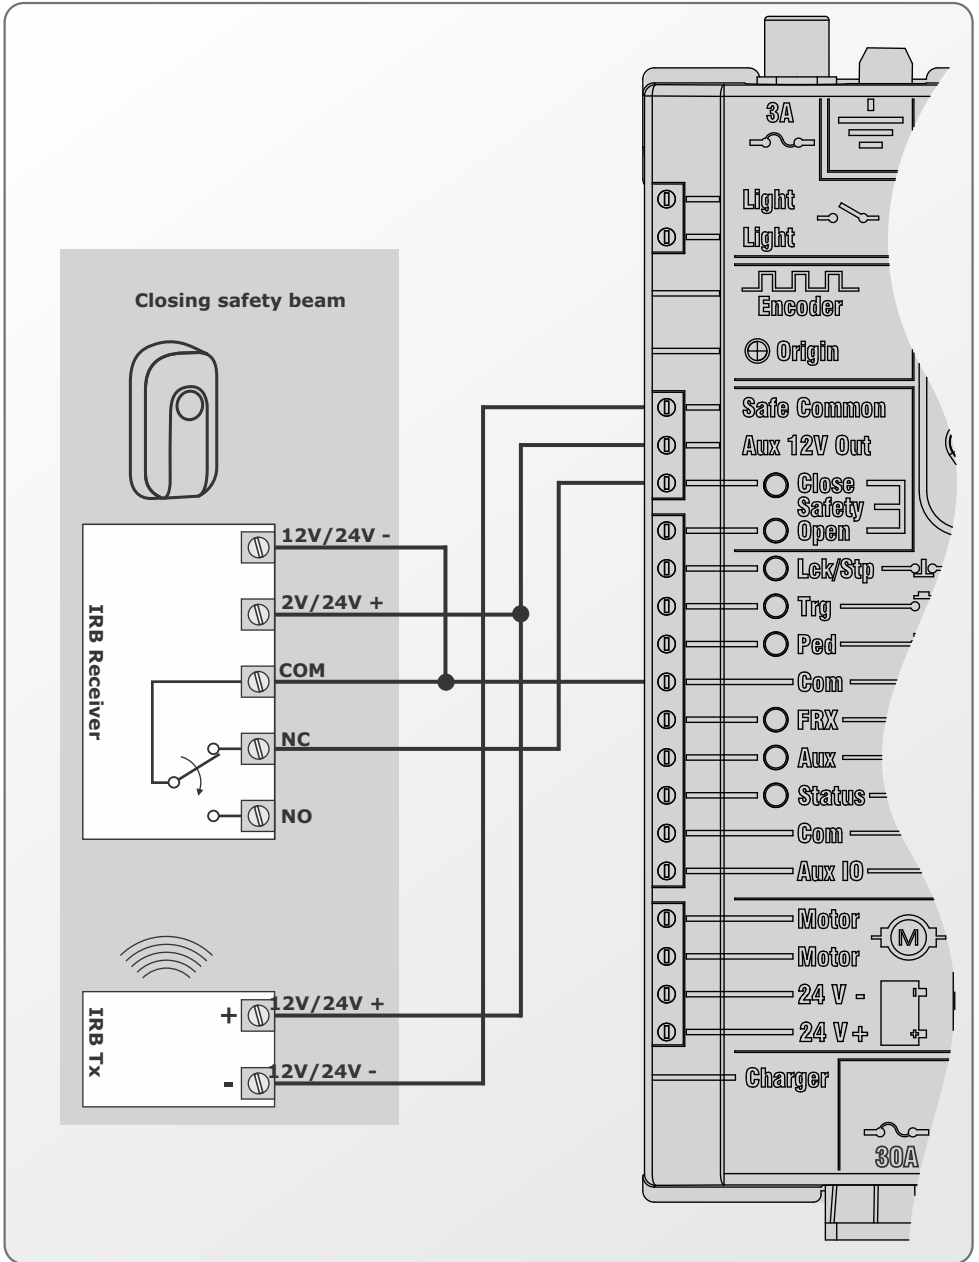 Closing safety beam
IRB Receiver
12V/24V -
2V/24V +
COM
NC
NO
IRB Tx
+
12V/24V +
-
12V/24V -
3A
Light
Light
Encoder
Origin
Safe Common
Aux 12V Out
Close
Safety
Open
Lck/Stp
Trg
Ped
Com
FRX
Aux
Status
Com
Aux IO
Motor
Motor
M
24 V -
24 V +
Charger
30A